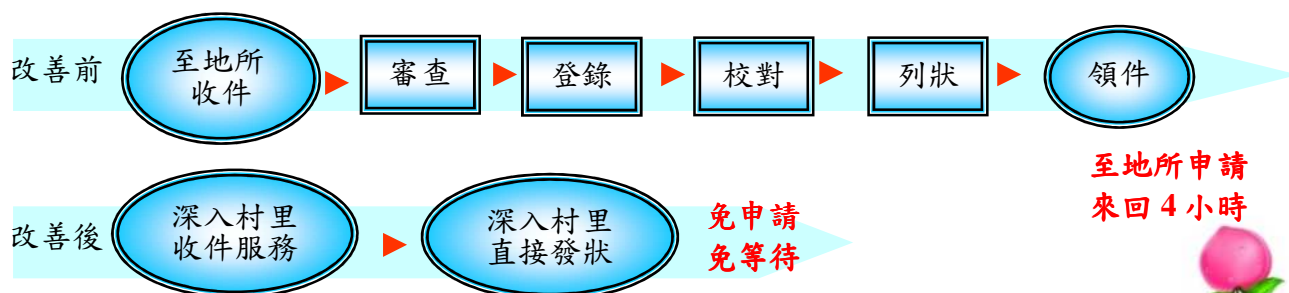 改善前
至地所
收件
審查
登錄
校對
列狀
領件
至地所申請
來回 4 小時
改善後
深入村里
收件服務
深入村里
直接發狀
免申請
免等待